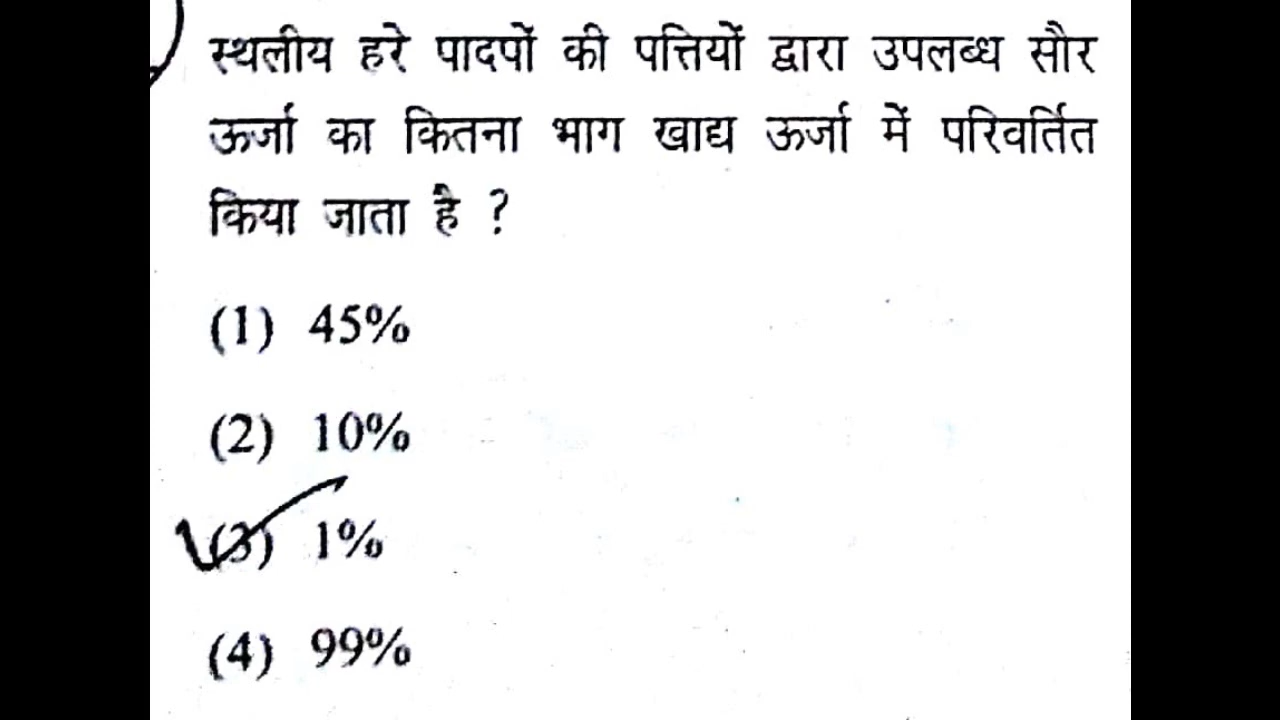 स्थलीय हरे पादपों की पत्तियों द्वारा उपलब्ध सौर
ऊर्जा का कितना भाग खाद्य ऊर्जा में परिवर्तित
किया जाता है ?
(1) 45%
(2) 10%
(3) 1%
(4) 99%